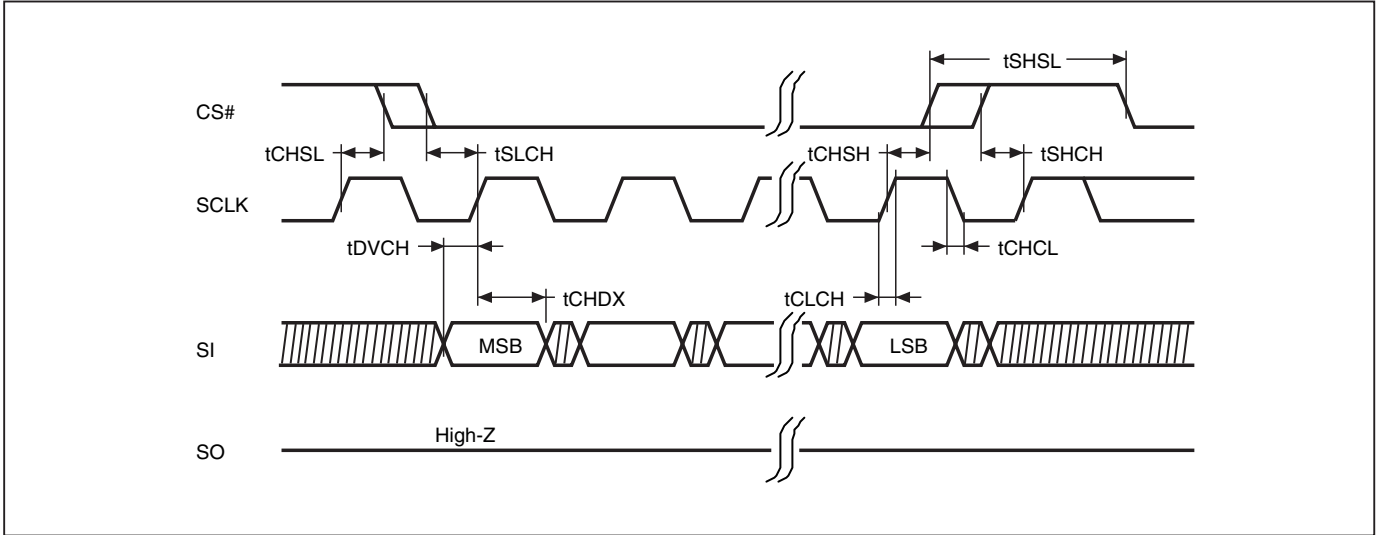 tSHSL
CS#
tCHSL tSLCH tCHSH tSHCH
SCLK
tDVCH tCHCL
tCHDX tCLCH
SI MSB LSB
High-Z
SO